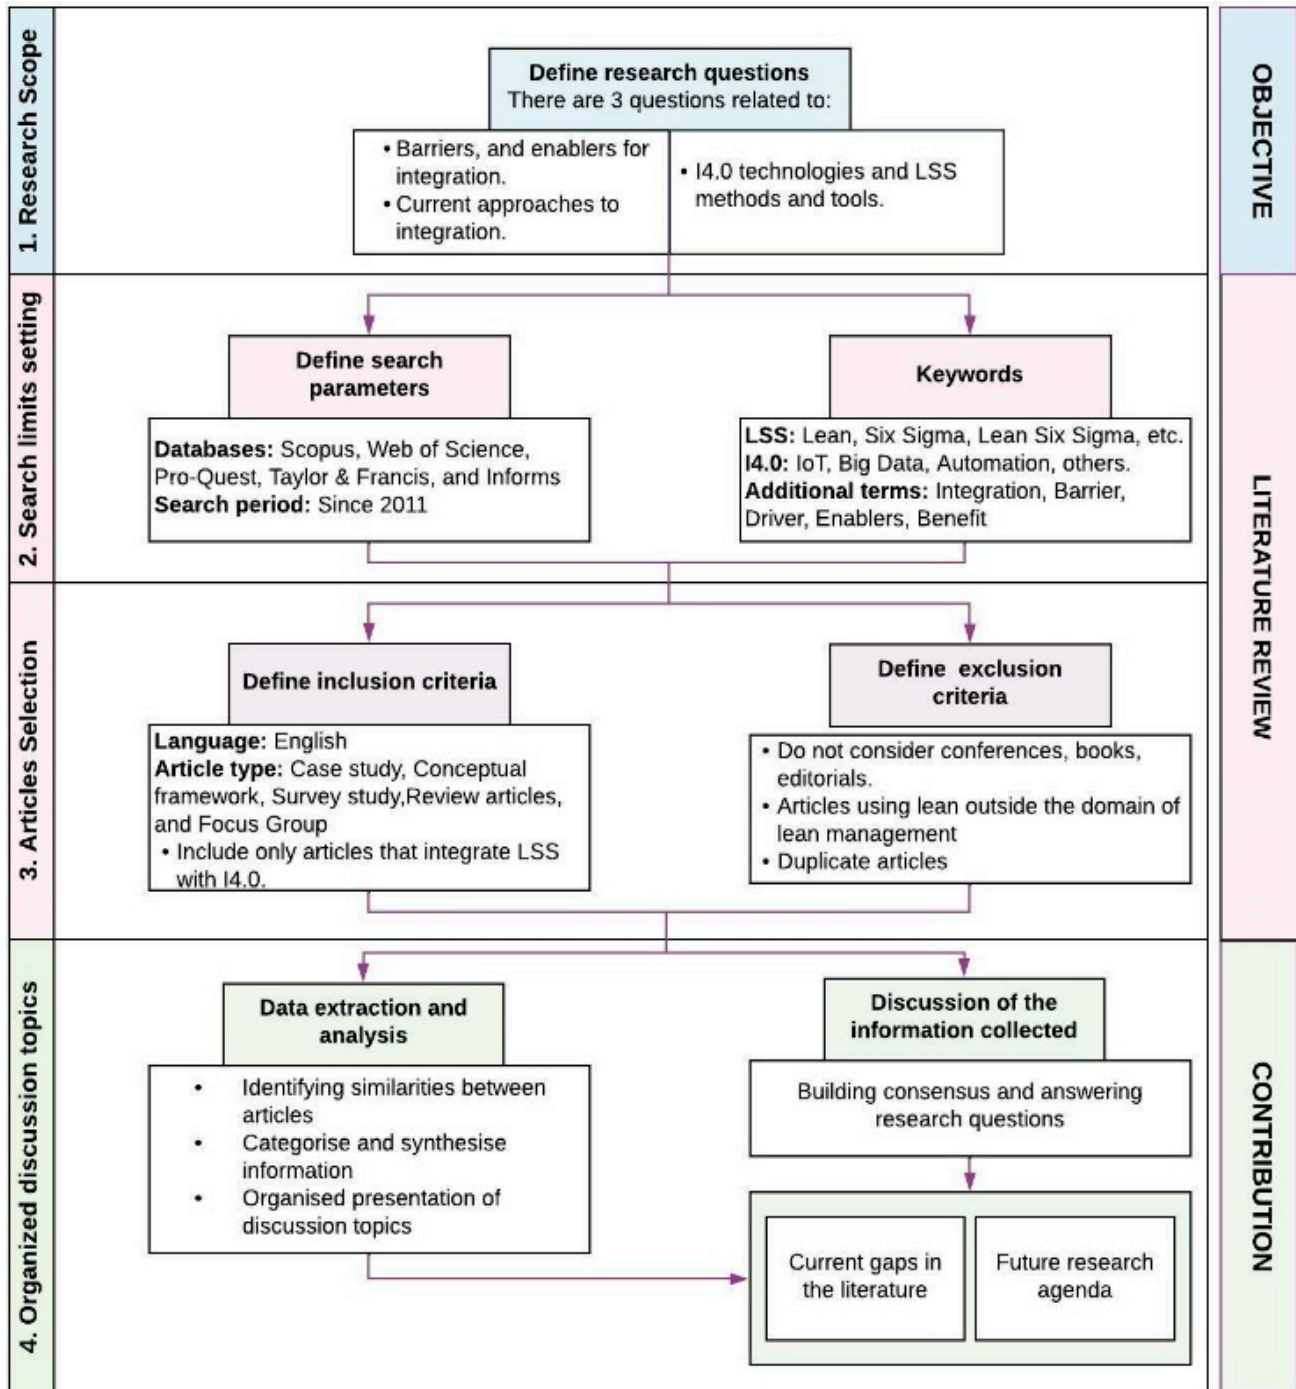 1. Research Scope
OBJECTIVE
Define research questions
There are 3 questions related to:
• Barriers, and enablers for
integration.
• Current approaches to
integration.
• I4.0 technologies and LSS
methods and tools.
2. Search limits setting
LITERATURE REVIEW
Define search
parameters
Databases: Scopus, Web of Science,
Pro-Quest, Taylor & Francis, and Informs
Search period: Since 2011
Keywords
LSS: Lean, Six Sigma, Lean Six Sigma, etc.
I4.0: IoT, Big Data, Automation, others.
Additional terms: Integration, Barrier,
Driver, Enablers, Benefit
3. Articles Selection
Define inclusion criteria
Language: English
Article type: Case study, Conceptual
framework, Survey study,Review articles,
and Focus Group
• Include only articles that integrate LSS
with I4.0.
Define exclusion
criteria
• Do not consider conferences, books,
editorials.
• Articles using lean outside the domain of
lean management
• Duplicate articles
4. Organized discussion topics
CONTRIBUTION
Data extraction and
analysis
• Identifying similarities between
articles
• Categorise and synthesise
information
• Organised presentation of
discussion topics
Discussion of the
information collected
Building consensus and answering
research questions
Current gaps in
the literature
Future research
agenda